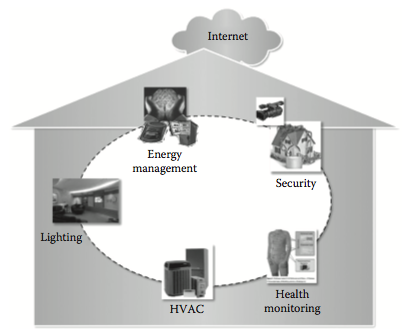 Internet
Energy
management
Security
Lighting
HVAC
Health
monitoring